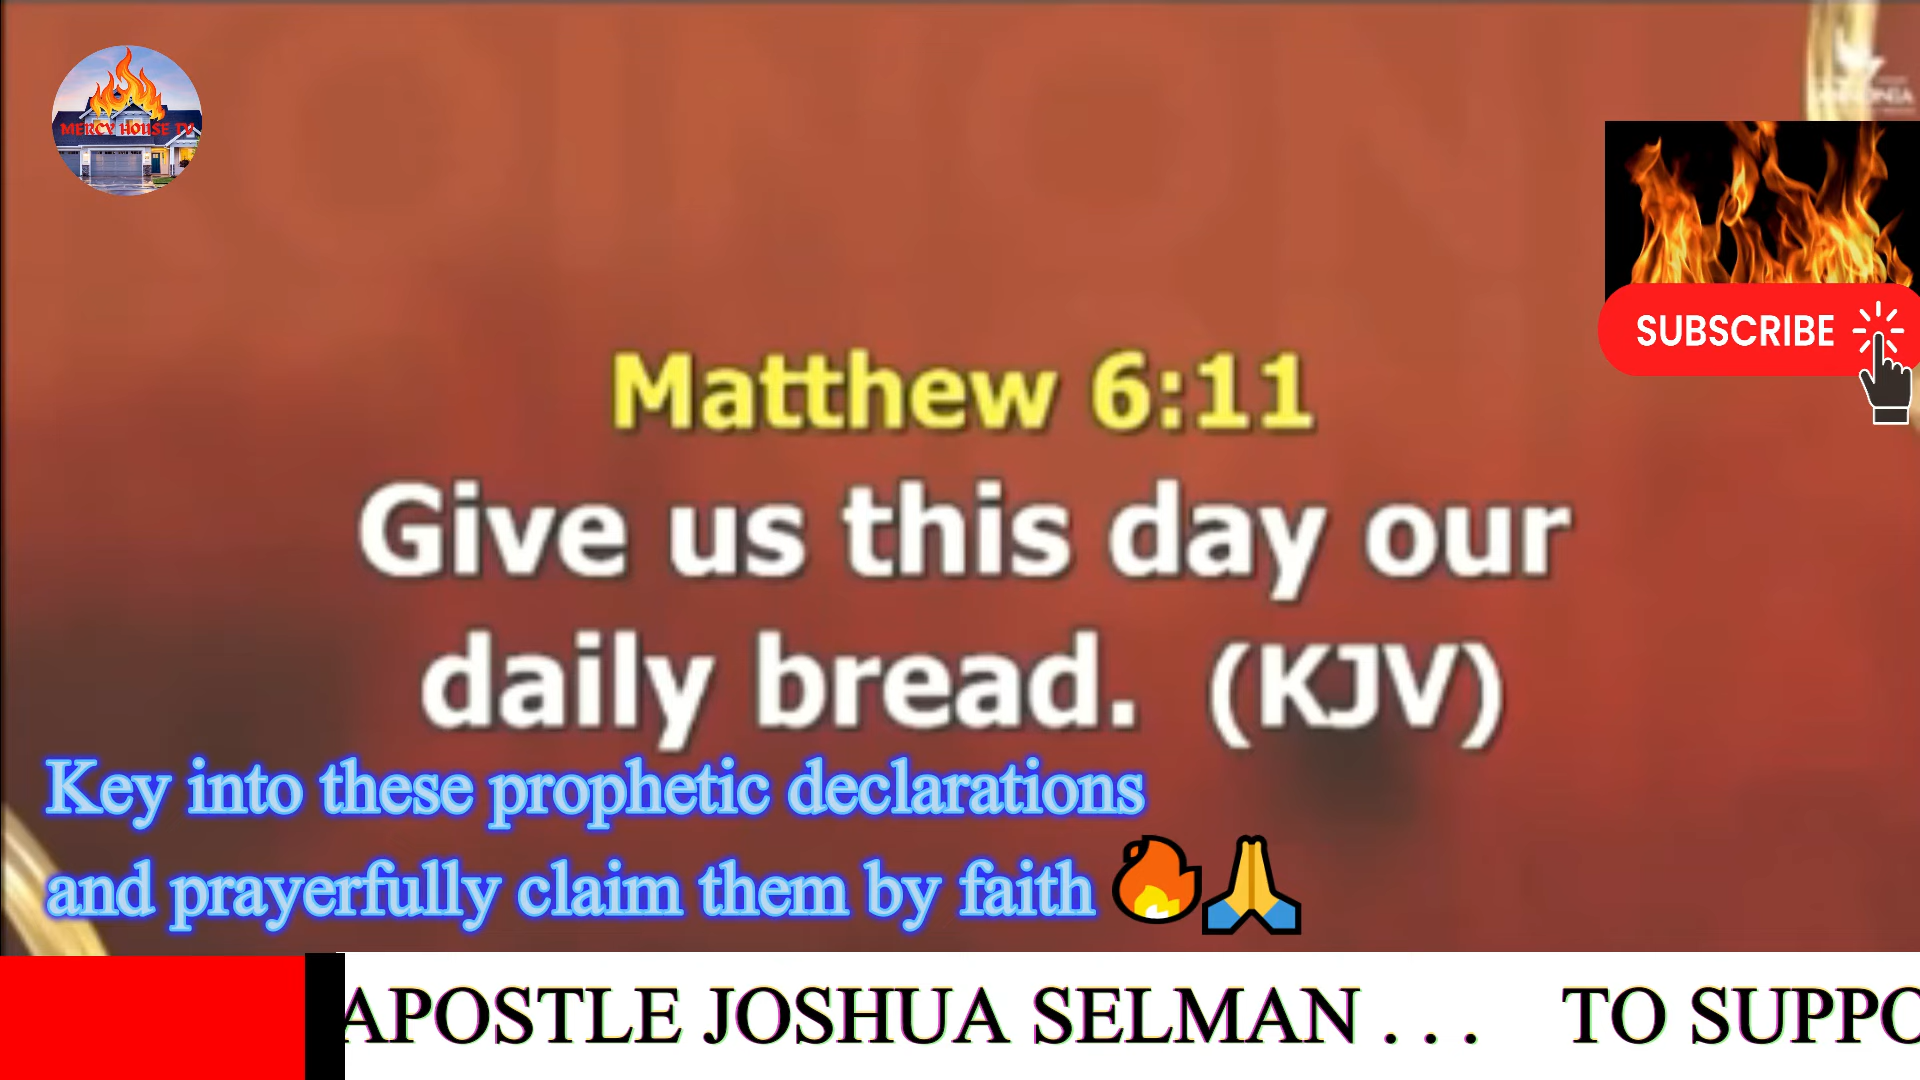 MERCY HOUSE TV
SUBSCRIBE
Matthew 6:11
Give us this day our
daily bread. (KJV)
Key into these prophetic declarations
and prayerfully claim them by faith 🔥🙏
APOSTLE JOSHUA SELMAN . . . TO SUPPO